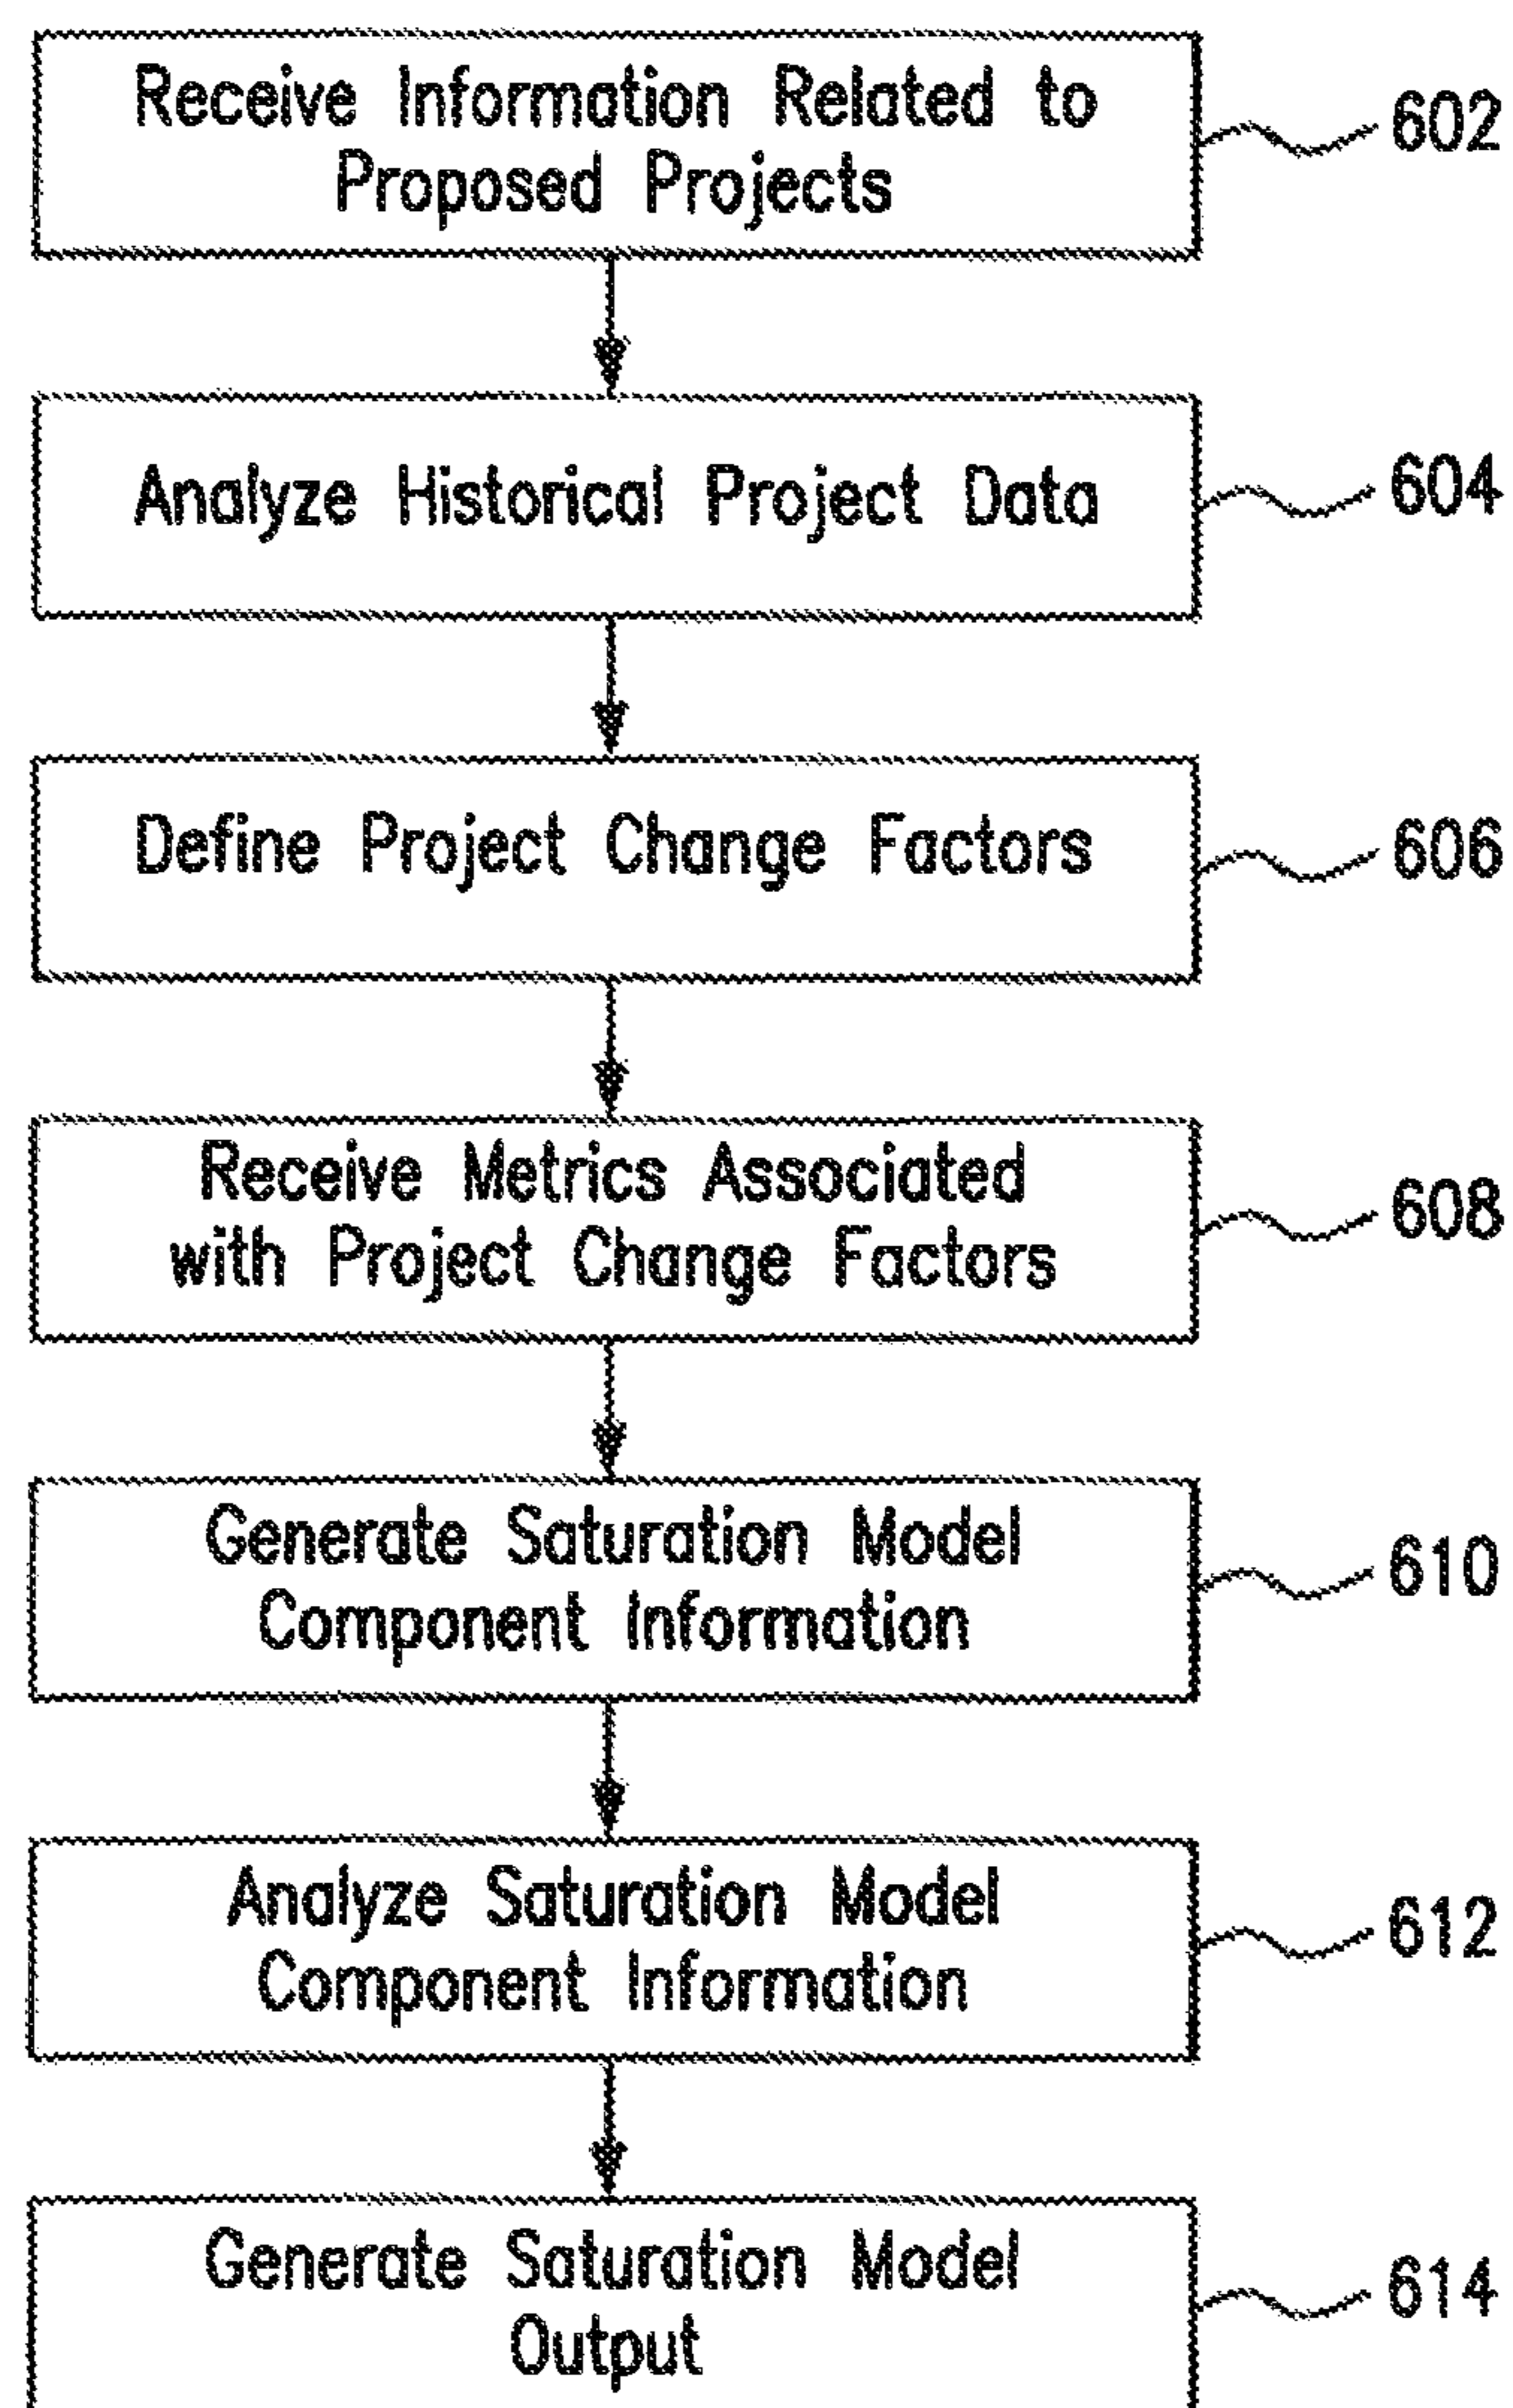 Receive Information Related to
Proposed Projects
602
Analyze Historical Project Data
604
Define Project Change Factors
606
Receive Metrics Associated
with Project Change Factors
608
Generate Saturation Model
Component Information
610
Analyze Saturation Model
Component Information
612
Generate Saturation Model
Output
614